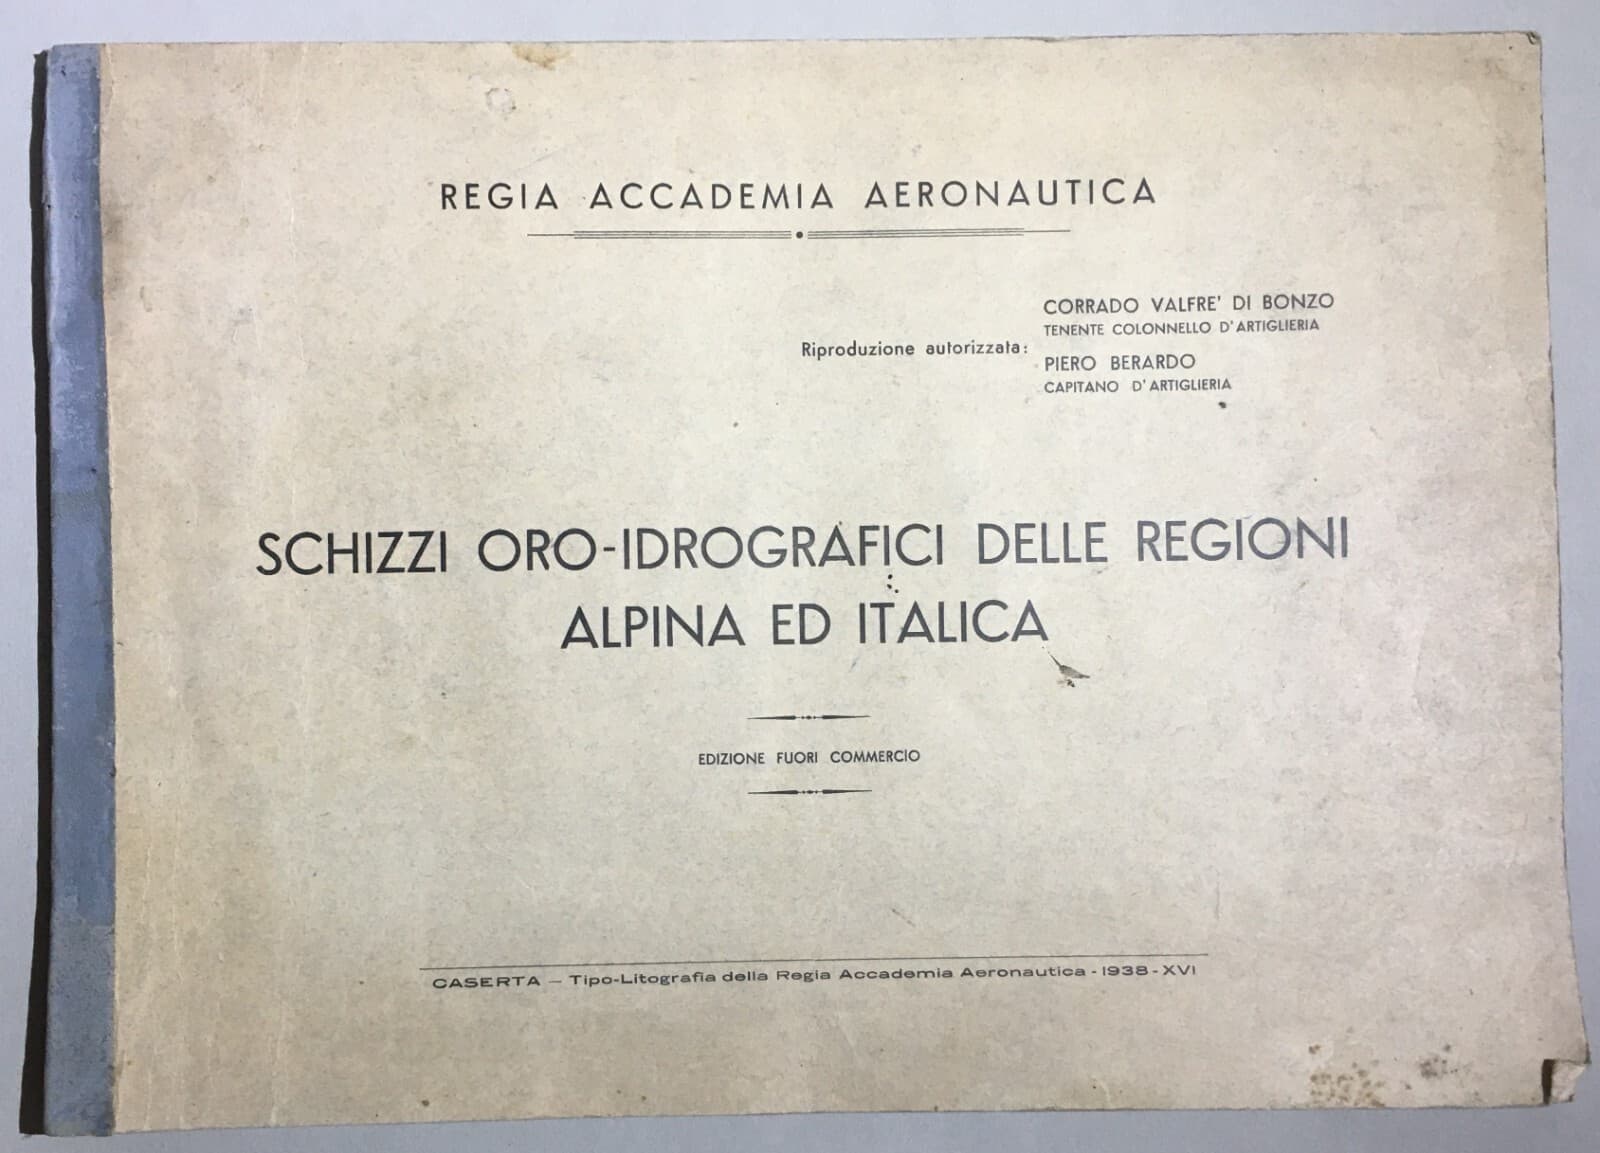 REGIA ACCADEMIA AERONAUTICA
Riproduzione autorizzata:
CORRADO VALFRE' DI BONZO
TENENTE COLONNELLO D'ARTIGLIERIA
PIERO BERARDO
CAPITANO D'ARTIGLIERIA
SCHIZZI ORO-IDROGRAFICI DELLE REGIONI
ALPINA ED ITALICA
EDIZIONE FUORI COMMERCIO
CASERTA — Tipo-Litografia della Regia Accademia Aeronautica - 1938 - XVI